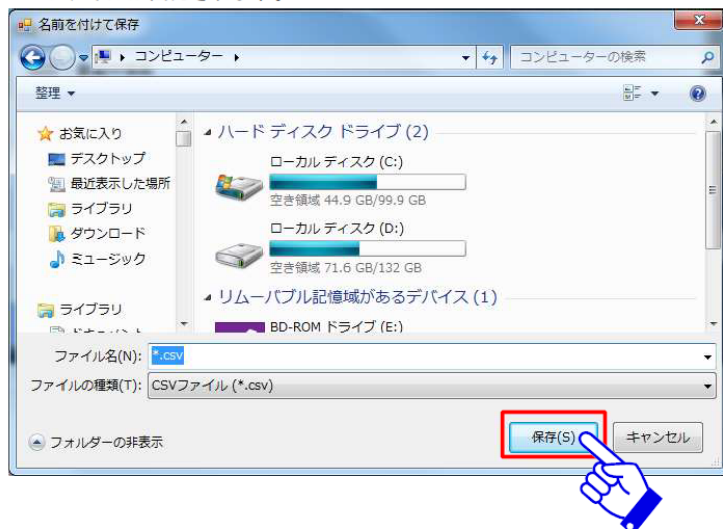 名前を付けて保存
コンピューター
コンピューターの検索
整理
お気に入り
デスクトップ
最近表示した場所
ライブラリ
ダウンロード
ミュージック
ライブラリ
ハード ディスク ドライブ (2)
ローカル ディスク (C:)
空き領域 44.9 GB/99.9 GB
ローカル ディスク (D:)
空き領域 71.6 GB/132 GB
リムーバブル記憶域があるデバイス (1)
BD-ROM ドライブ (E:)
ファイル名(N): *.csv
ファイルの種類(T): CSVファイル (*.csv)
フォルダーの非表示
保存(S)
キャンセル